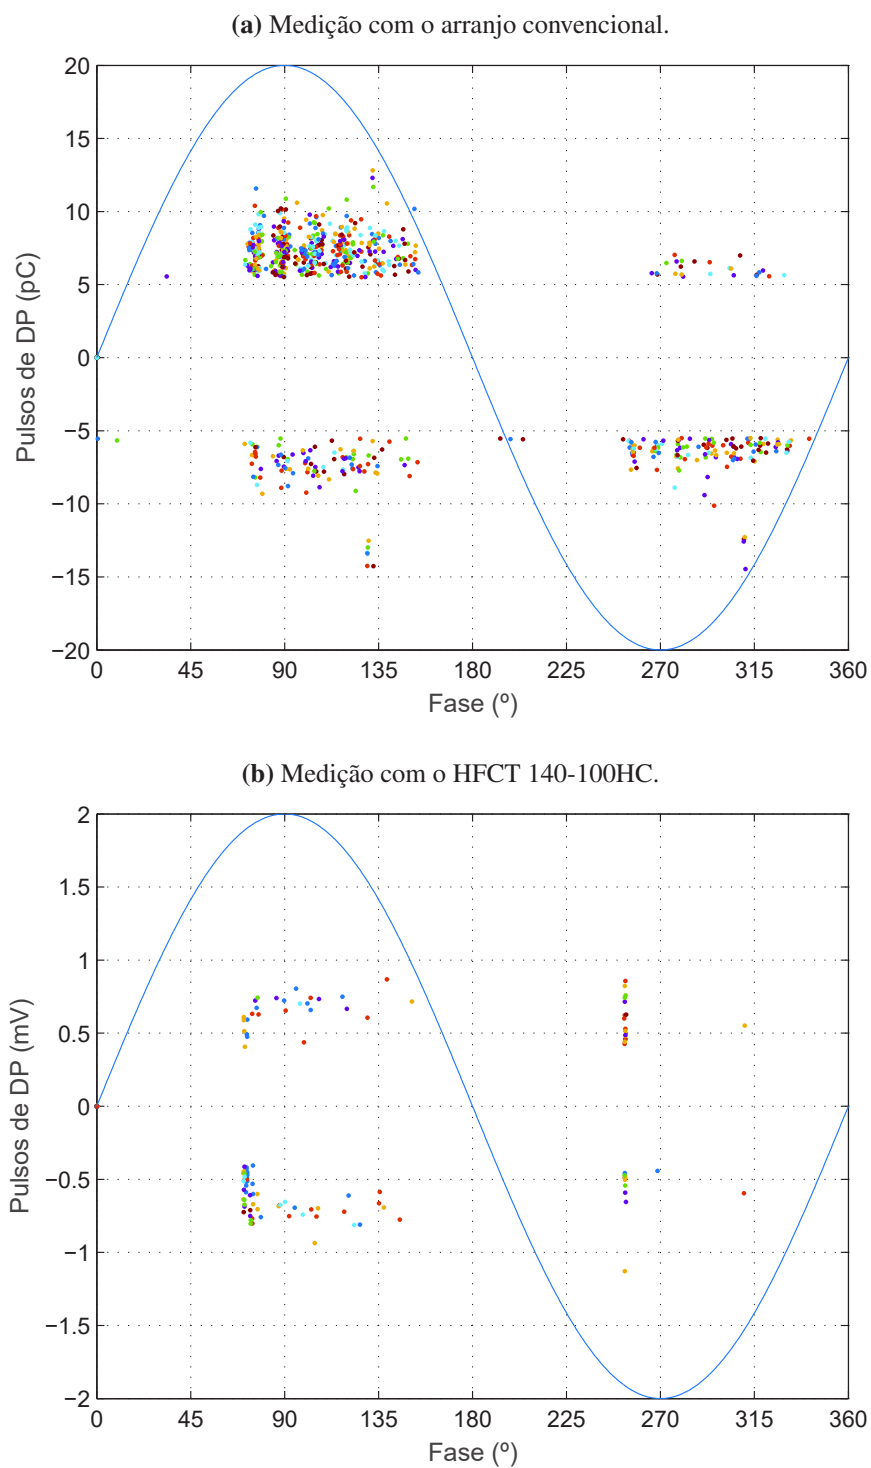 (a) Medição com o arranjo convencional.
20
15
10
5
0
−5
−10
−15
−20
Pulsos de DP (pC)
0 45 90 135 180 225 270 315 360
Fase (º)
(b) Medição com o HFCT 140-100HC.
2
1.5
1
0.5
0
−0.5
−1
−1.5
−2
Pulsos de DP (mV)
0 45 90 135 180 225 270 315 360
Fase (º)